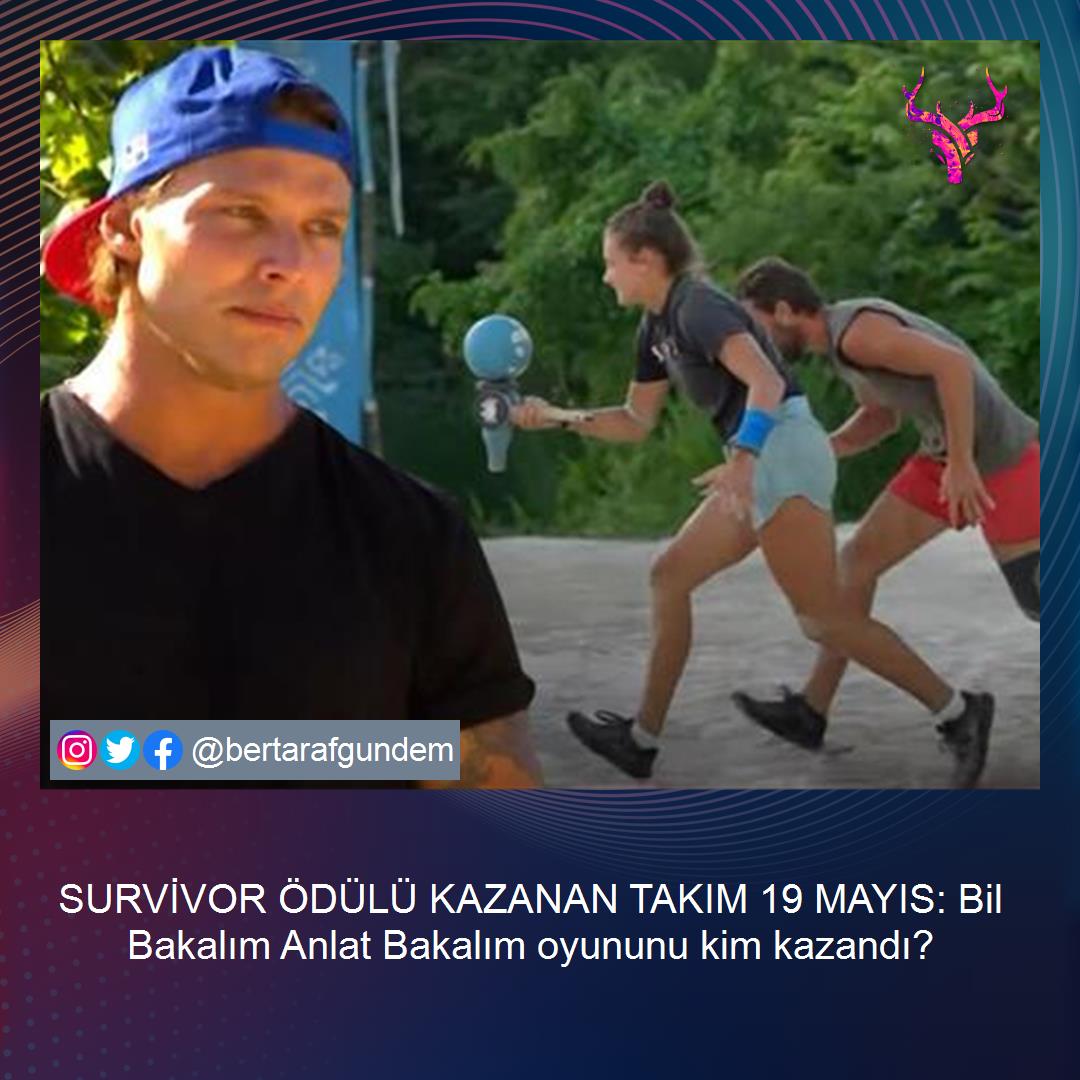 @bertarafgundem
SURVİVOR ÖDÜLÜ KAZANAN TAKIM 19 MAYIS: Bil
Bakalım Anlat Bakalım oyununu kim kazandı?